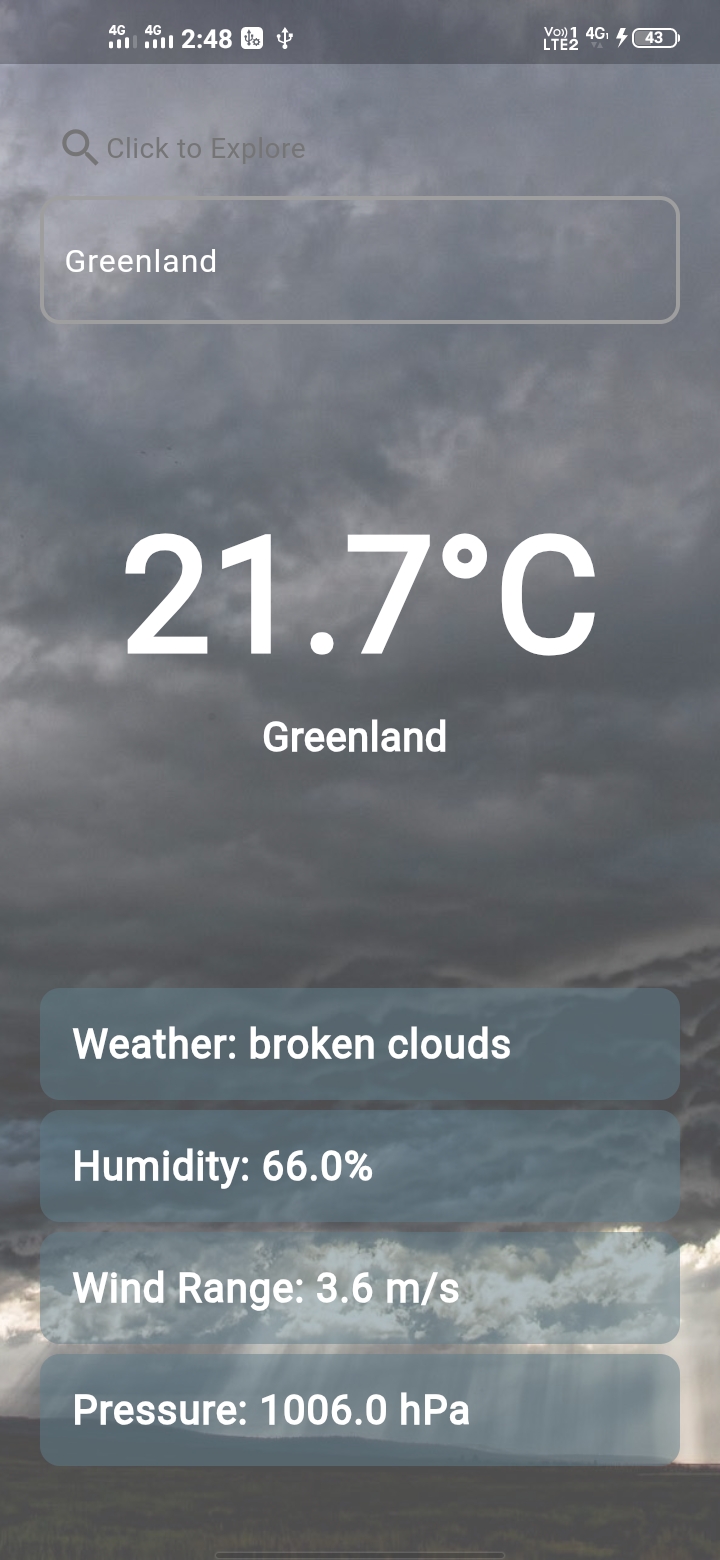 4G 4G 2:48 Vo))1 LTE2 4G1 43
Click to Explore
Greenland
21.7°C
Greenland
Weather: broken clouds
Humidity: 66.0%
Wind Range: 3.6 m/s
Pressure: 1006.0 hPa